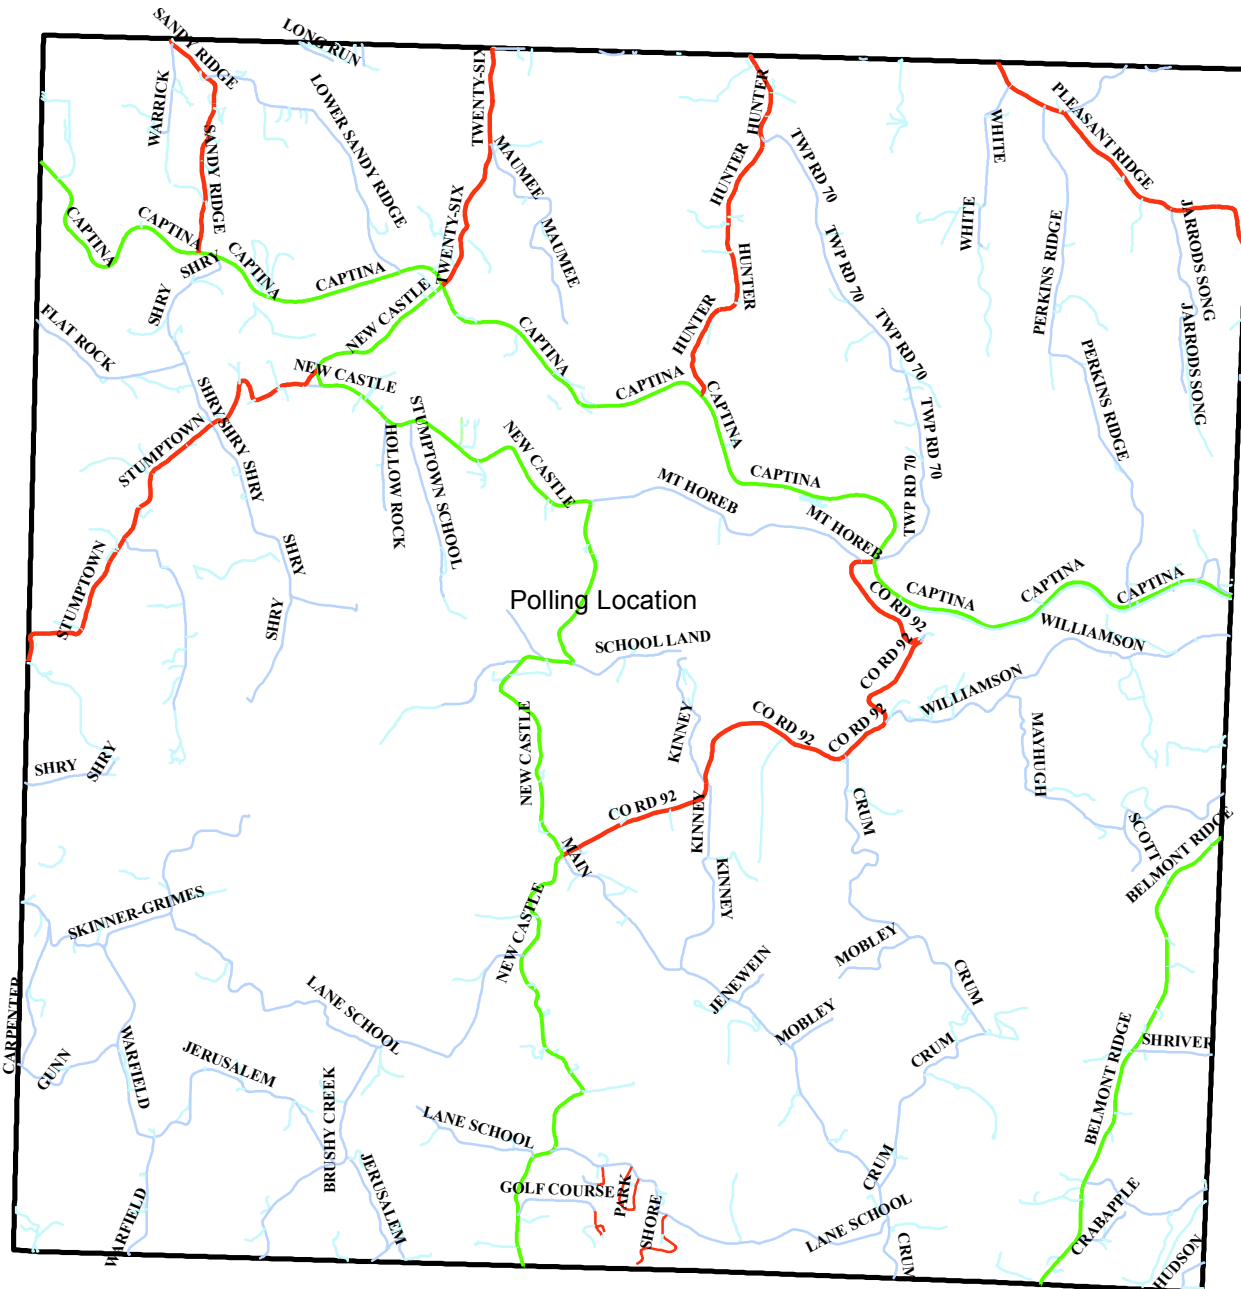 SANDY RIDGE
LONG RUN
WARRICK
SANDY RIDGE
LOWER SANDY RIDGE
TWENTY-SIX
MAUMEE
MAUMEE
TWENTY-SIX
HUNTER
HUNTER
HUNTER
HUNTER
TWP RD 70
TWP RD 70
TWP RD 70
TWP RD 70
TWP RD 70
WHITE
WHITE
PLEASANT RIDGE
PERKINS RIDGE
PERKINS RIDGE
JARRODS SONG
JARRODS SONG
CAPTINA
CAPTINA
CAPTINA
CAPTINA
SHRY
SHRY
FLAT ROCK
NEW CASTLE
NEW CASTLE
CAPTINA
CAPTINA
CAPTINA
CAPTINA
STUMPTOWN
SHRY
SHRY
SHRY
SHRY
SHRY
SHRY
HOLLOW ROCK
STUMPTOWN SCHOOL
NEW CASTLE
MT HOREB
MT HOREB
STUMPTOWN
Polling Location
SCHOOL LAND
CO RD 92
CO RD 92
CO RD 92
CO RD 92
CO RD 92
CAPTINA
CAPTINA
CAPTINA
WILLIAMSON
WILLIAMSON
MAYHUGH
SCOTT
BELMONT RIDGE
SHRY
SHRY
NEW CASTLE
KINNEY
KINNEY
KINNEY
MAIN
CRUM
NEW CASTLE
SKINNER-GRIMES
CARPENTER
GUNN
WARFIELD
JERUSALEM
LANE SCHOOL
BRUSHY CREEK
JENEWEIN
MOBLEY
MOBLEY
CRUM
CRUM
SHRIVER
BELMONT RIDGE
LANE SCHOOL
GOLF COURSE
PARK
SHORE
JERUSALEM
WARFIELD
CRUM
LANE SCHOOL
CRUM
CRABAPPLE
HUDSON